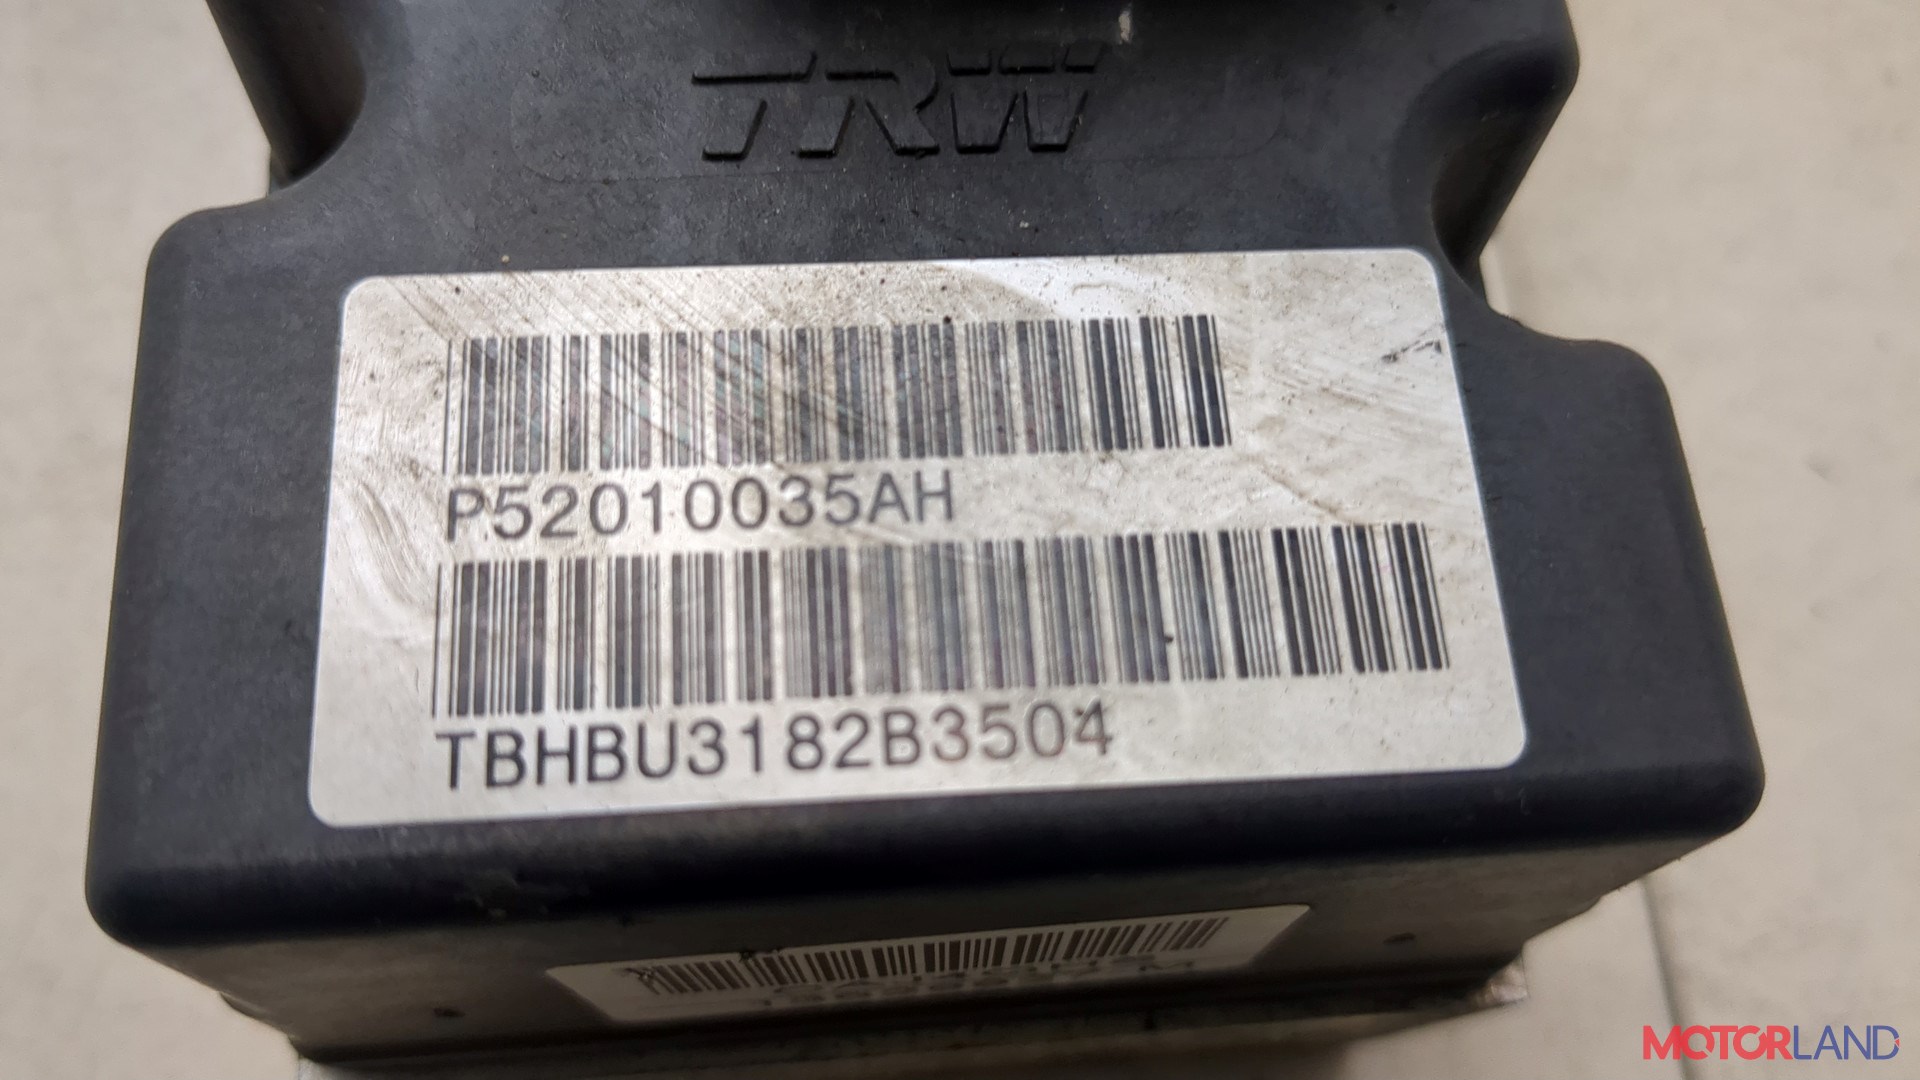 TRW
P52010035AH
TBHBU3182B3504
MOTORLAND